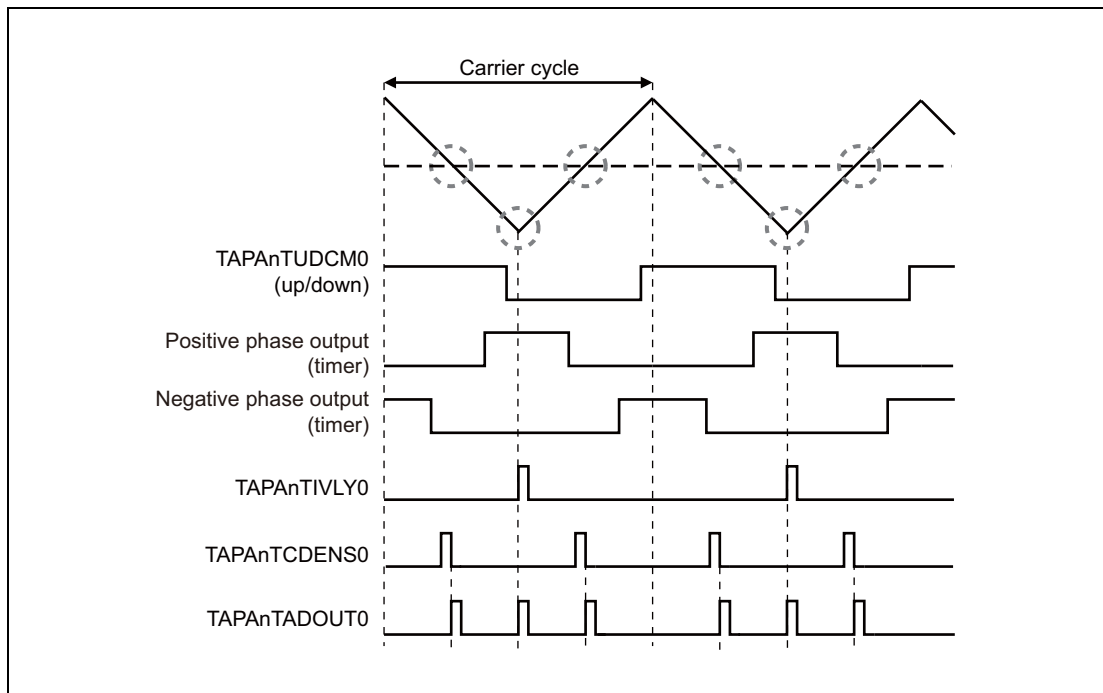 Carrier cycle
TAPAnTUDCM0
(up/down)
Positive phase output
(timer)
Negative phase output
(timer)
TAPAnTIVLY0
TAPAnTCDENS0
TAPAnTADOUT0